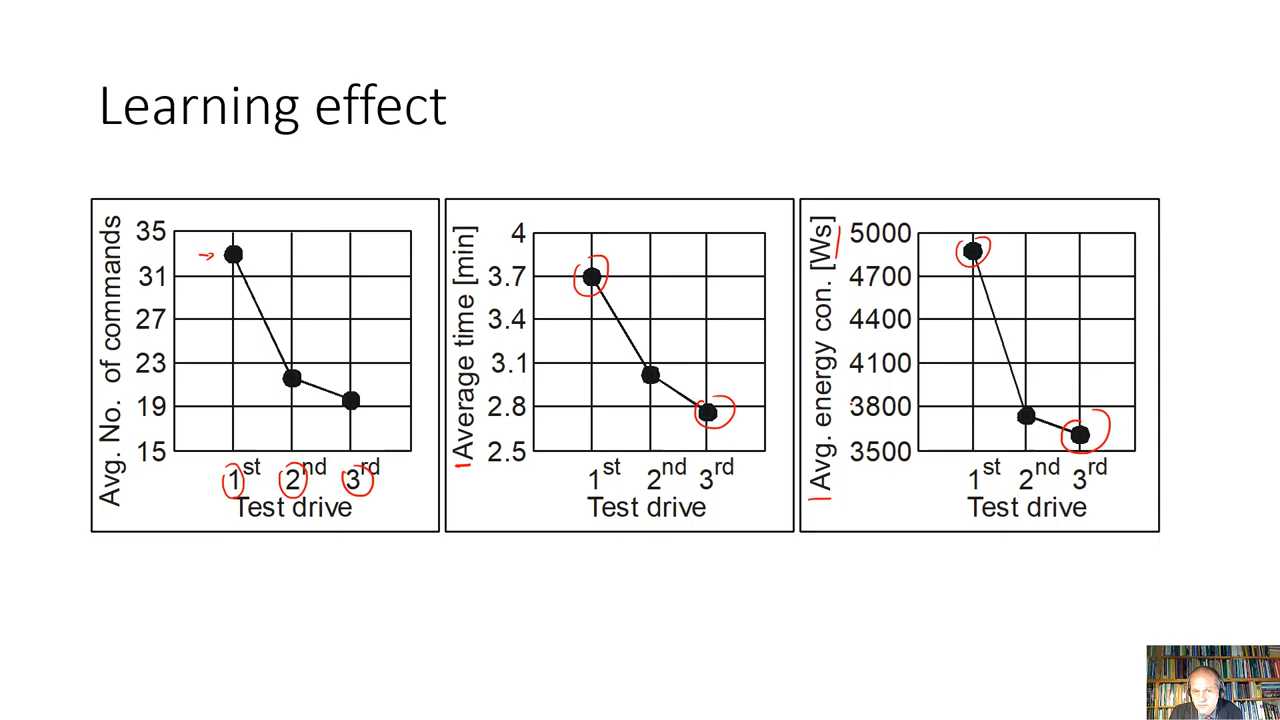 Learning effect
Avg. No. of commands
35
31
27
23
19
15
1st 2nd 3rd
Test drive
Average time [min]
4
3.7
3.4
3.1
2.8
2.5
1st 2nd 3rd
Test drive
Avg. energy con. [Ws]
5000
4700
4400
4100
3800
3500
1st 2nd 3rd
Test drive